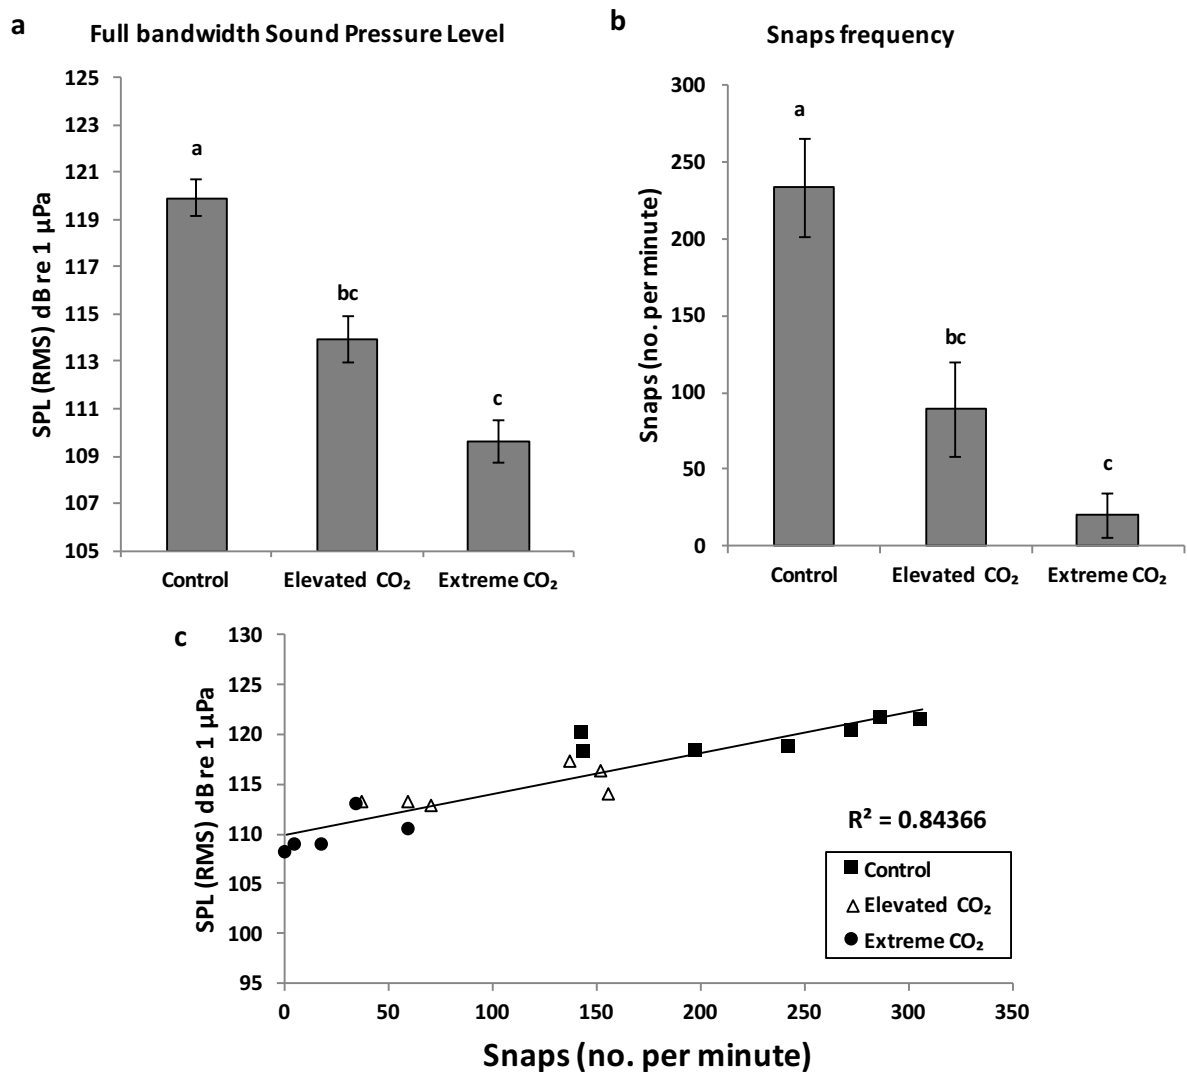 a
Full bandwidth Sound Pressure Level
SPL (RMS) dB re 1 µPa
125
123
121
119
117
115
113
111
109
107
105
a
bc
c
Control
Elevated CO₂
Extreme CO₂
b
Snaps frequency
Snaps (no. per minute)
300
250
200
150
100
50
0
a
bc
c
Control
Elevated CO₂
Extreme CO₂
c
SPL (RMS) dB re 1 µPa
130
125
120
115
110
105
100
95
R² = 0.84366
Control
Elevated CO₂
Extreme CO₂
0 50 100 150 200 250 300 350
Snaps (no. per minute)